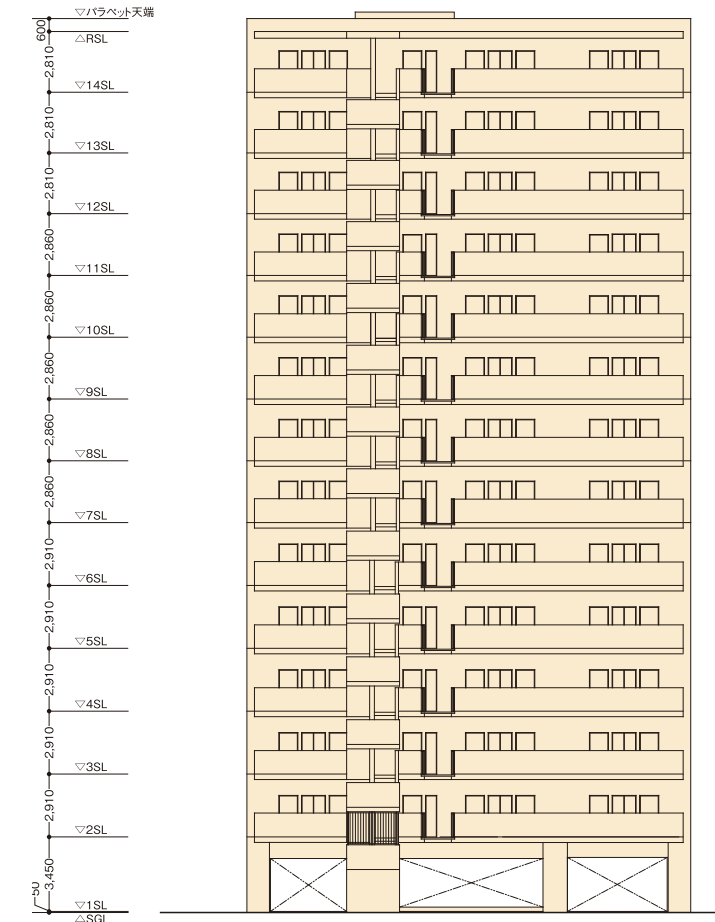 ▽パラペット天端
600
△RSL
2,810
▽14SL
2,810
▽13SL
2,810
▽12SL
2,860
▽11SL
2,860
▽10SL
2,860
▽9SL
2,860
▽8SL
2,860
▽7SL
2,910
▽6SL
2,910
▽5SL
2,910
▽4SL
2,910
▽3SL
2,910
▽2SL
3,450
50
▽1SL
△SGL